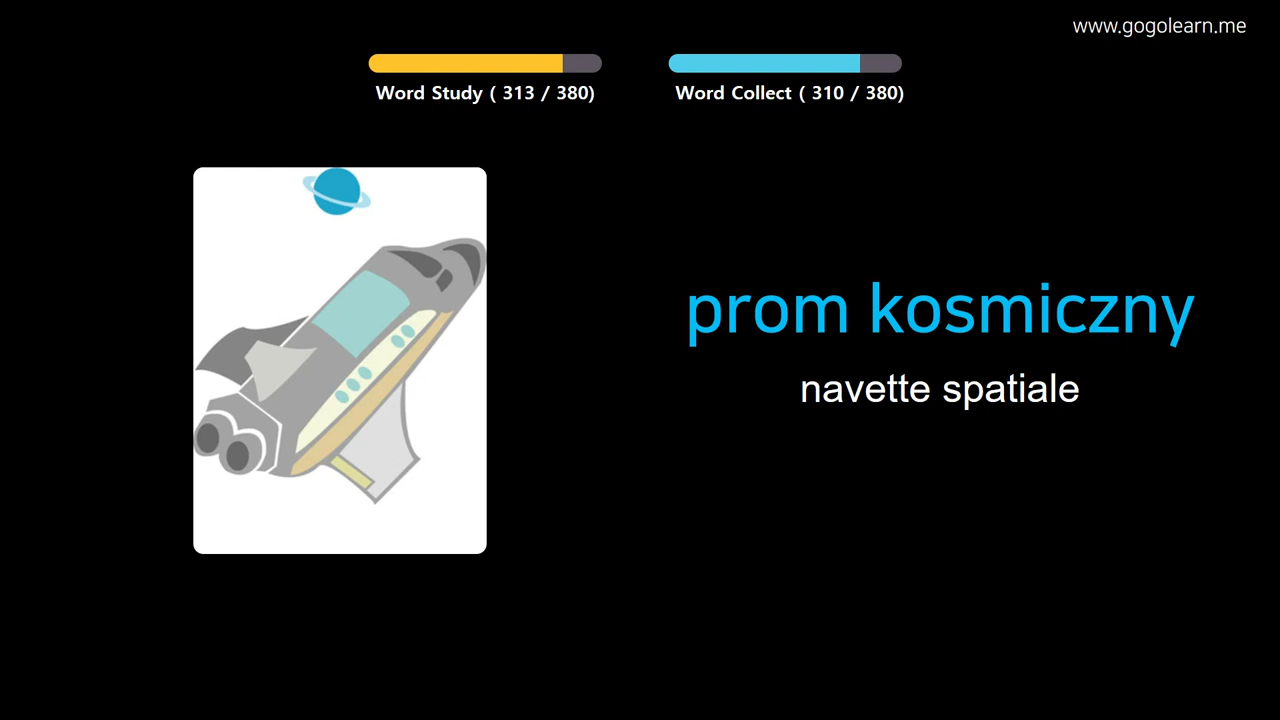 www.gogolearn.me
Word Study ( 313 / 380)
Word Collect ( 310 / 380)
prom kosmiczny
navette spatiale